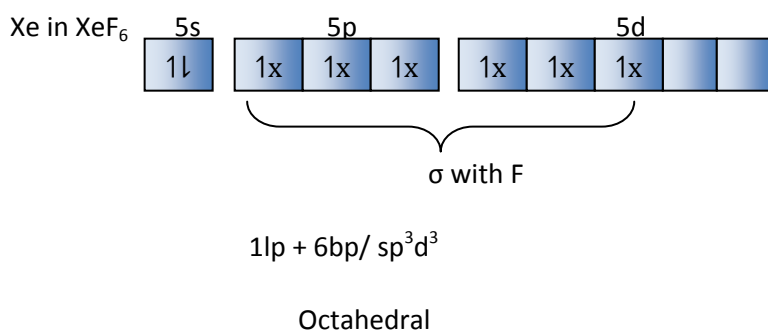 Xe in XeF₆ 5s 5p 5d
1⇂ 1x 1x 1x 1x 1x 1x
σ with F
1lp + 6bp/ sp³d³
Octahedral